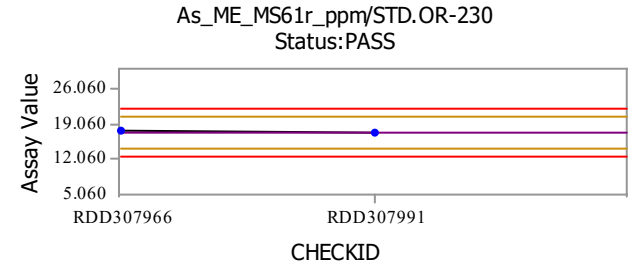 As_ME_MS61r_ppm/STD.OR-230
Status:PASS
Assay Value
26.060
19.060
12.060
5.060
RDD307966 RDD307991
CHECKID